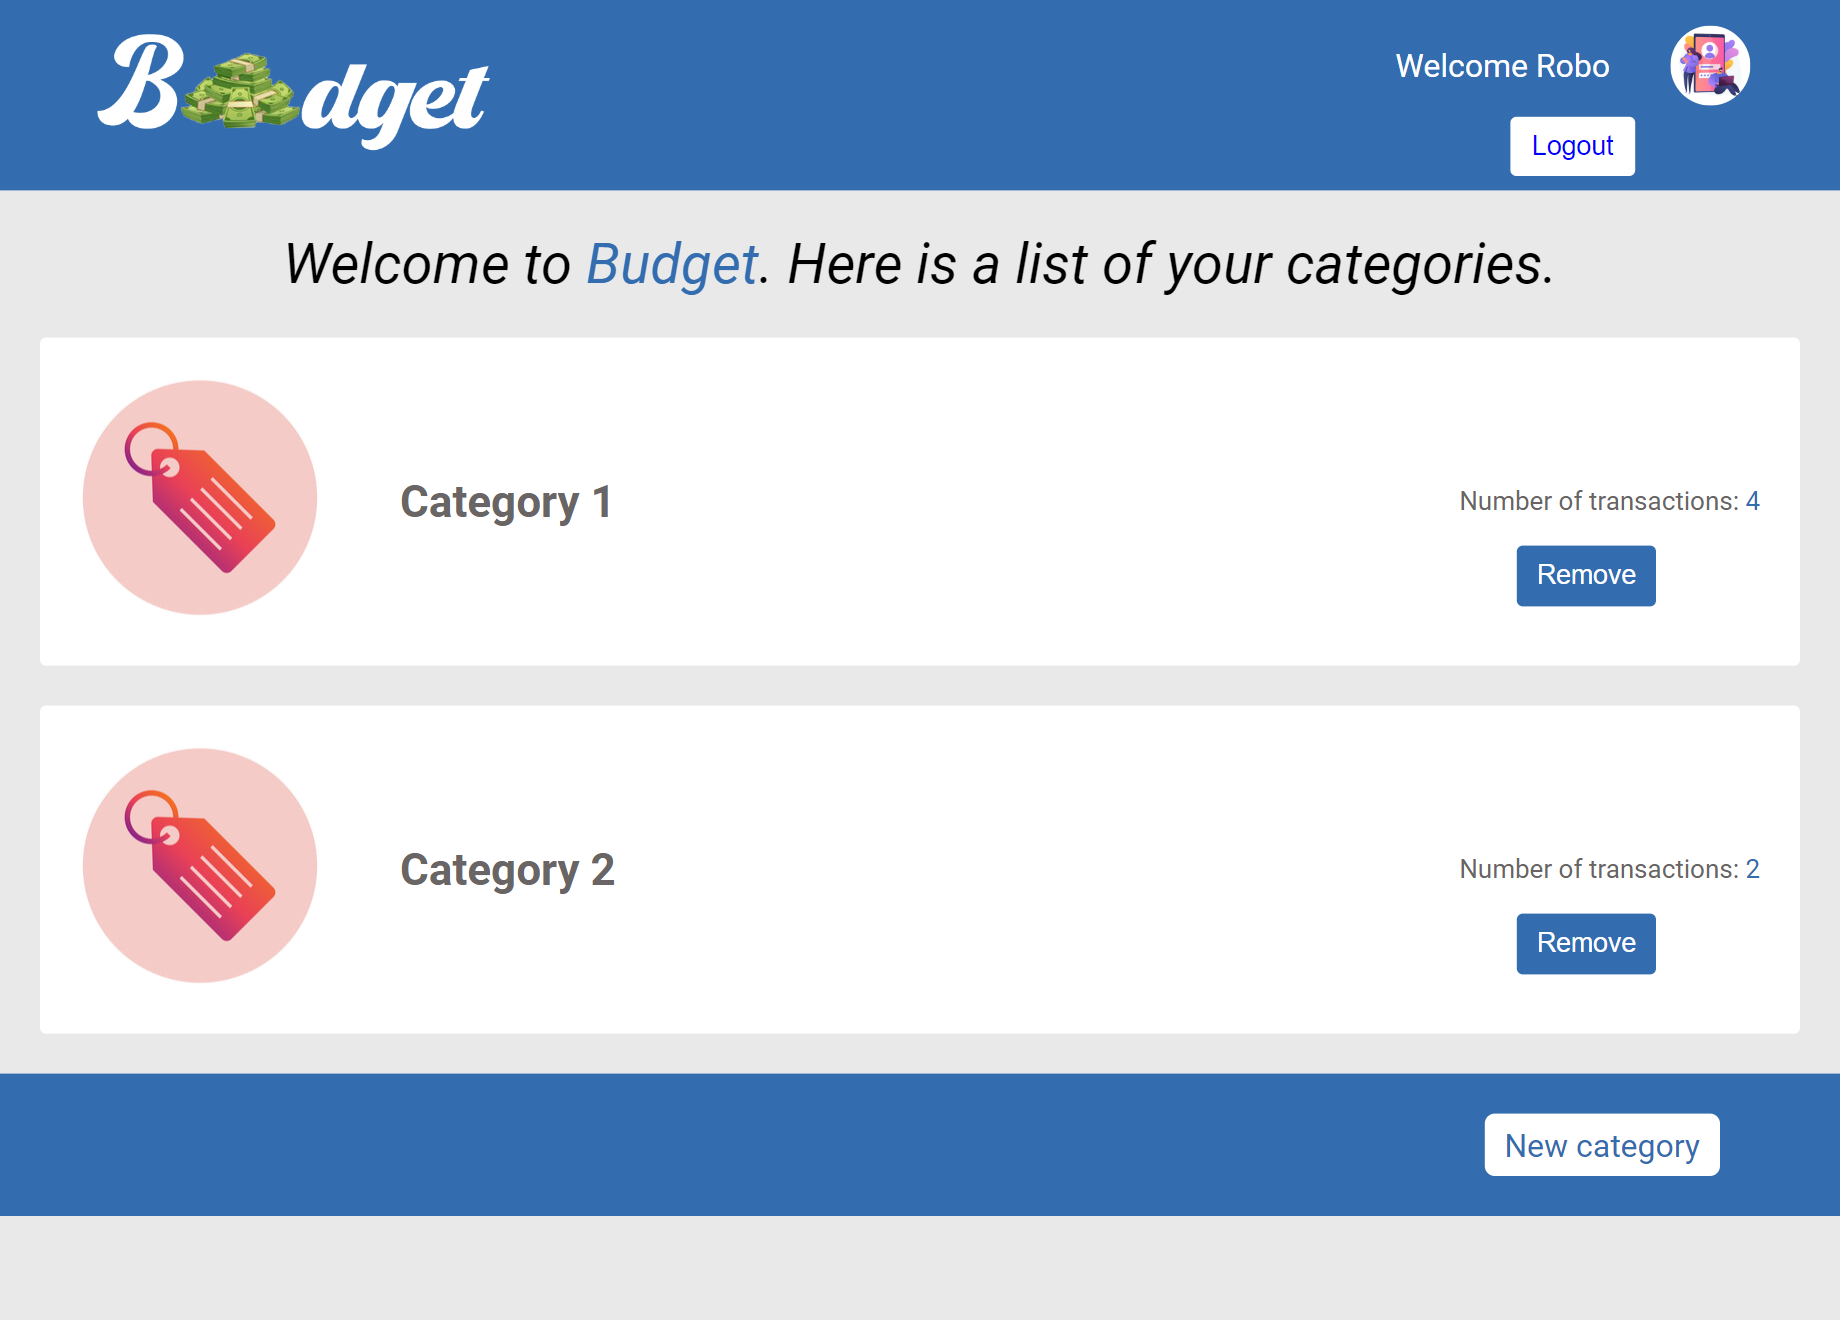 Budget
Welcome Robo
Logout
Welcome to Budget. Here is a list of your categories.
Category 1
Number of transactions: 4
Remove
Category 2
Number of transactions: 2
Remove
New category